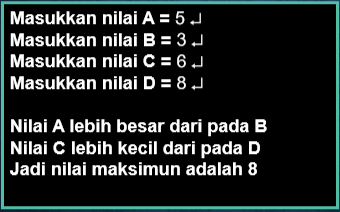 Masukkan nilai A = 5 ↵
Masukkan nilai B = 3 ↵
Masukkan nilai C = 6 ↵
Masukkan nilai D = 8 ↵
Nilai A lebih besar dari pada B
Nilai C lebih kecil dari pada D
Jadi nilai maksimun adalah 8